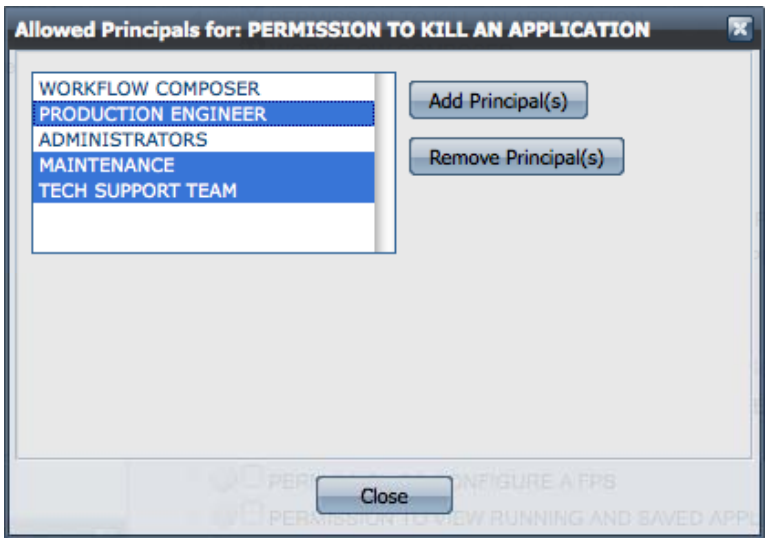 Allowed Principals for: PERMISSION TO KILL AN APPLICATION
WORKFLOW COMPOSER
PRODUCTION ENGINEER
ADMINISTRATORS
MAINTENANCE
TECH SUPPORT TEAM
Add Principal(s)
Remove Principal(s)
CONFIGURE A FPS
Close
PERMISSION TO VIEW RUNNING AND SAVED